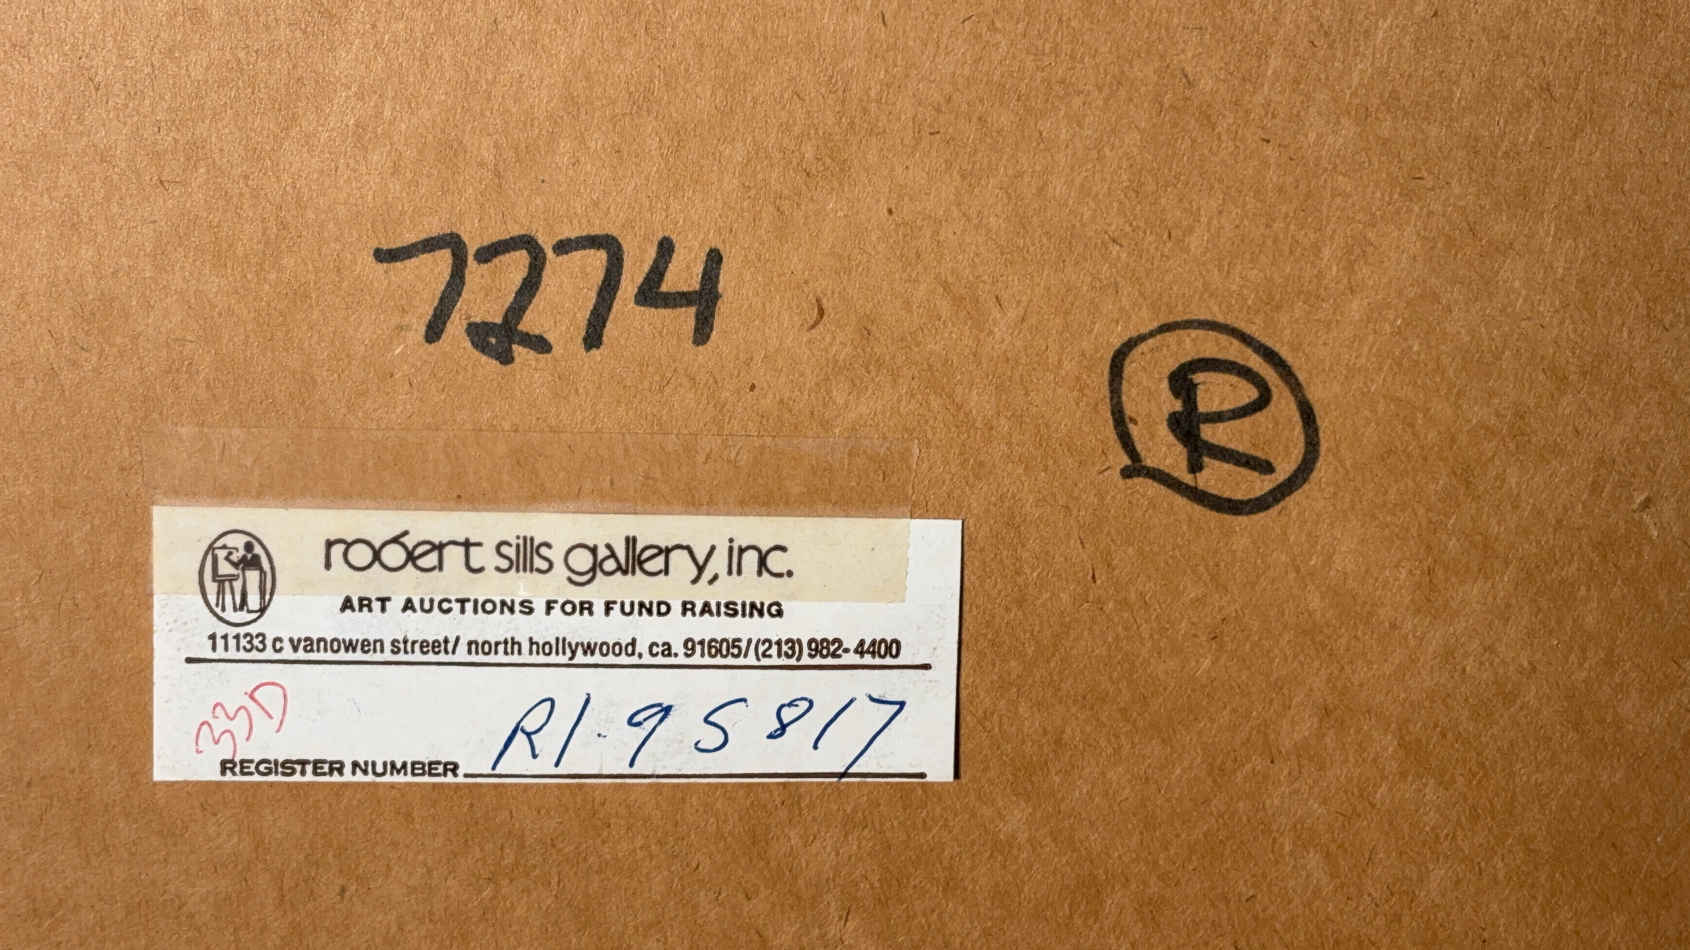 7274
R
robert sills gallery, inc.
ART AUCTIONS FOR FUND RAISING
11133 c vanowen street/ north hollywood, ca. 91605/(213) 982-4400
33D
REGISTER NUMBER R1-95817